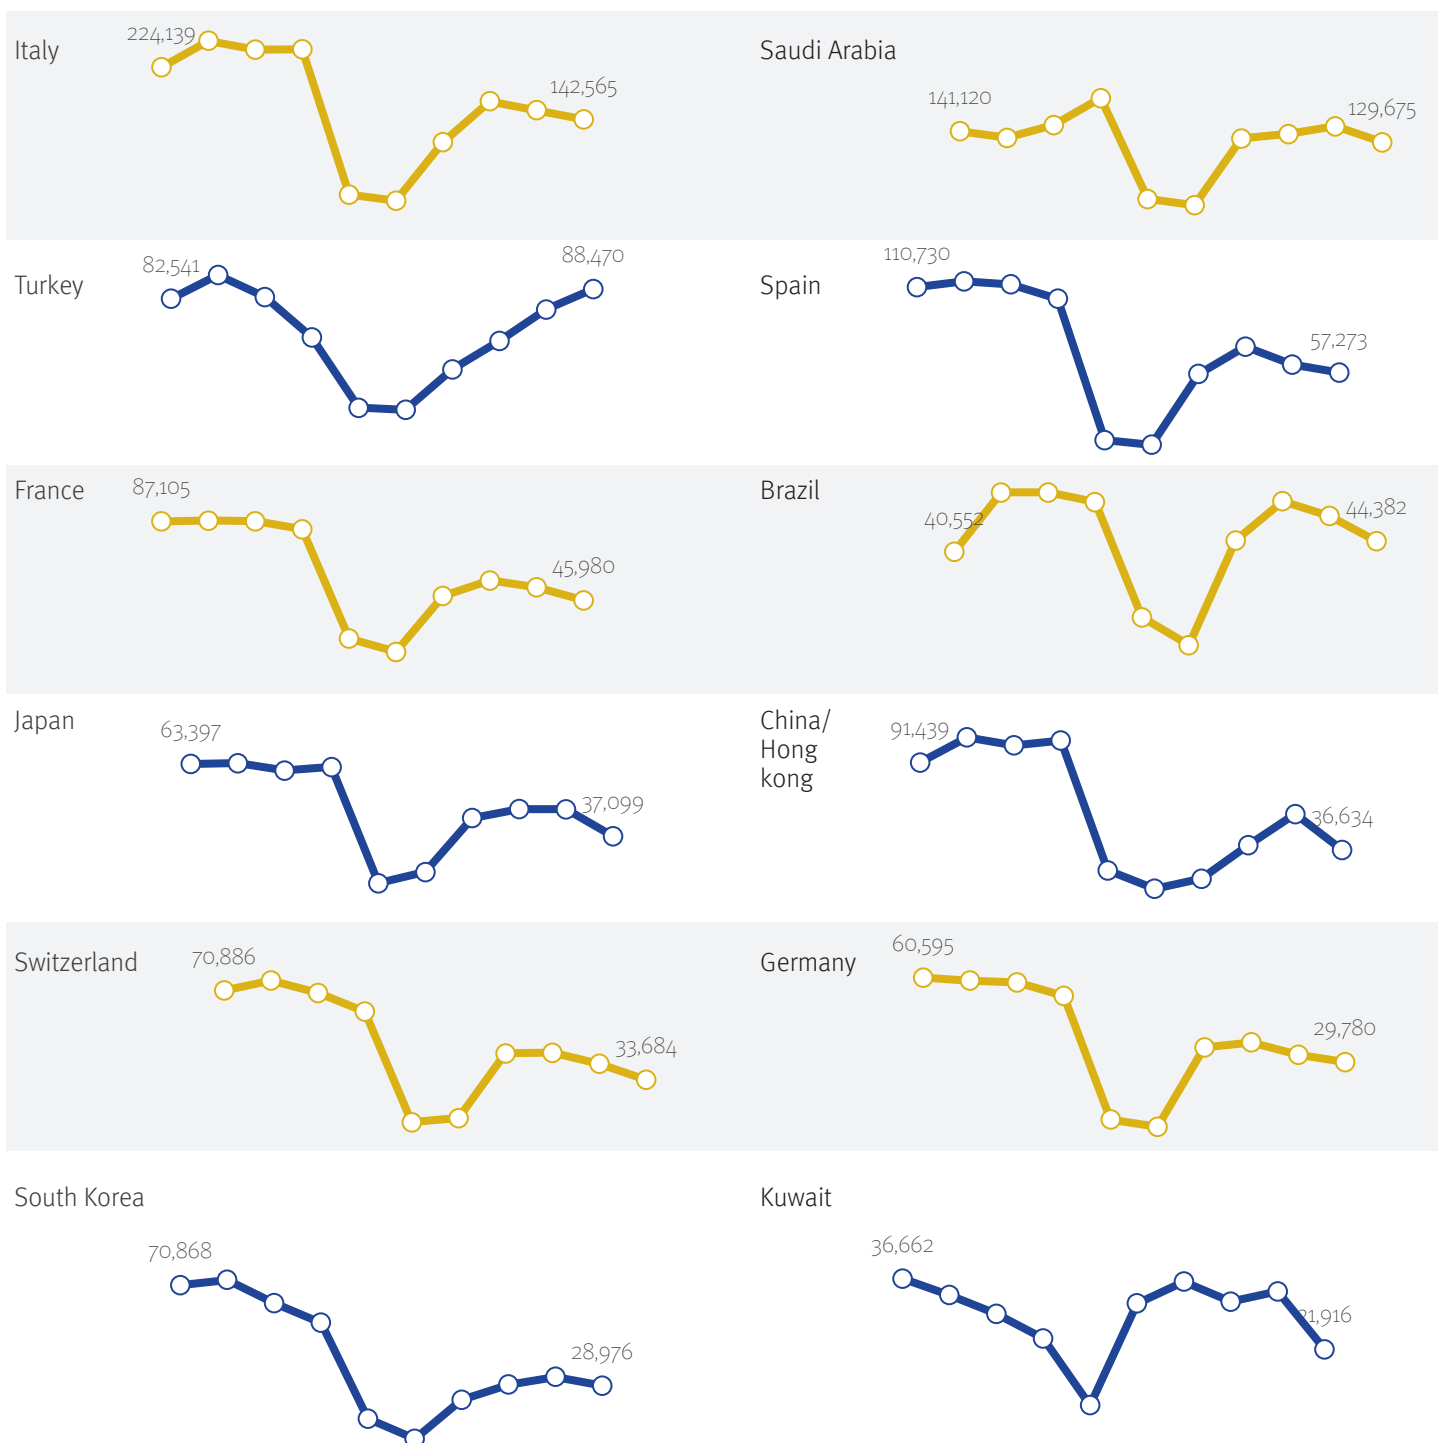 Italy
224,139
142,565
Saudi Arabia
141,120
129,675
Turkey
82,541
88,470
Spain
110,730
57,273
France
87,105
45,980
Brazil
40,552
44,382
Japan
63,397
37,099
China/
Hong
kong
91,439
36,634
Switzerland
70,886
33,684
Germany
60,595
29,780
South Korea
70,868
28,976
Kuwait
36,662